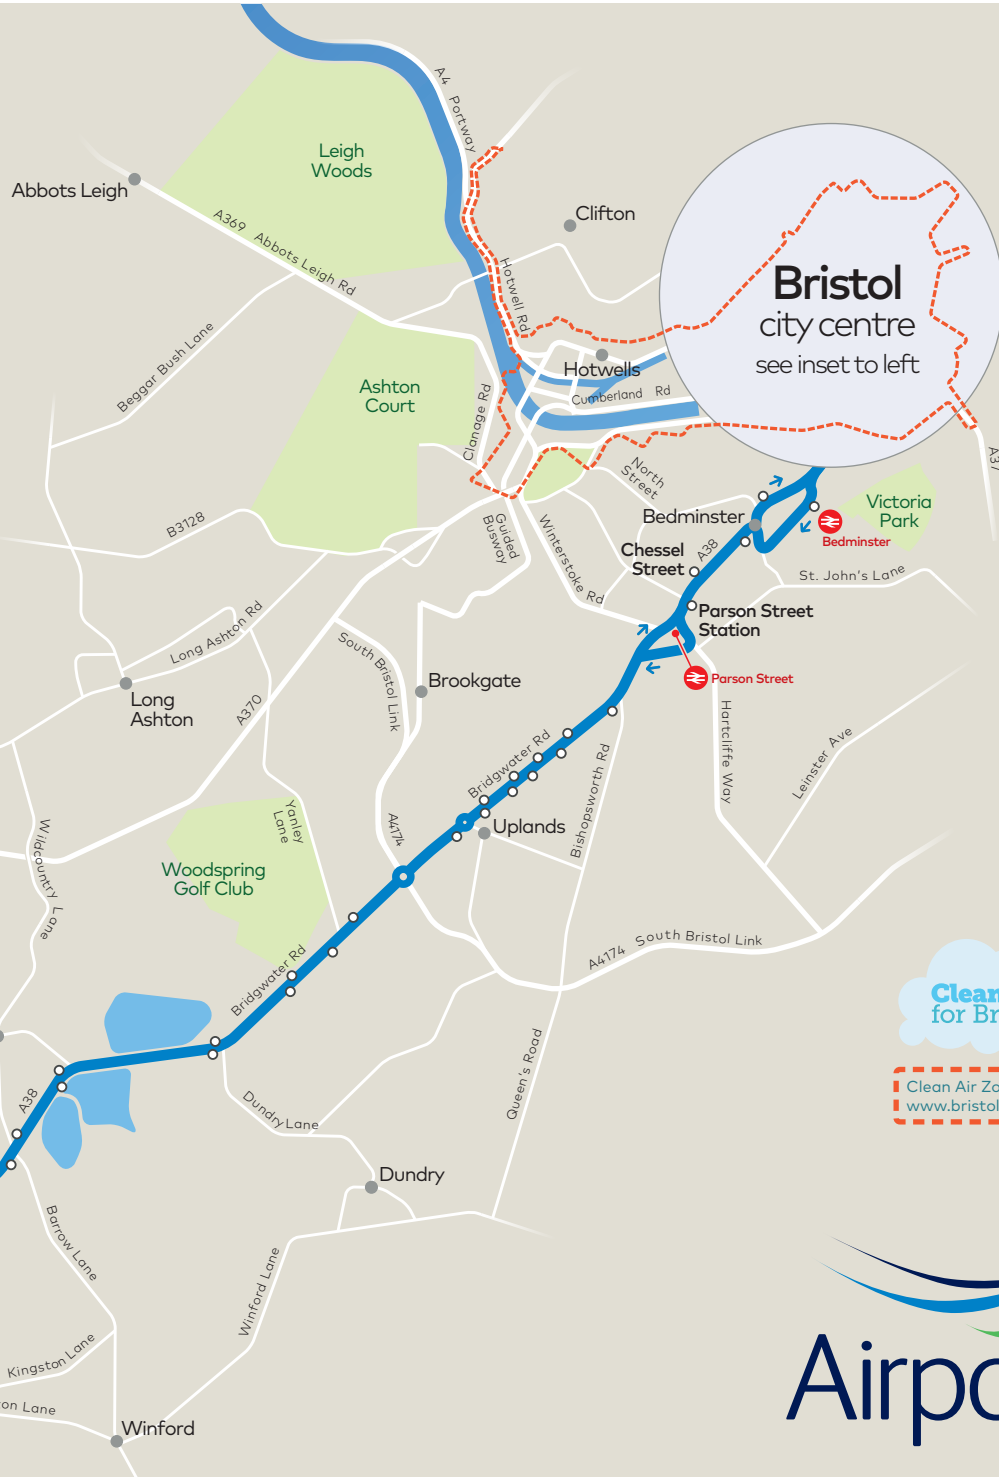 A4 Portway
Leigh
Woods
Abbots Leigh
A369 Abbots Leigh Rd
Clifton
Hotwell Rd
Bristol
city centre
see inset to left
Beggar Bush Lane
Ashton
Court
Hotwells
Cumberland Rd
Clanage Rd
A37
North
Street
B3128
Guided
Busway
Winterstoke Rd
Bedminster
Victoria
Park
Bedminster
A38
Chessel
Street
St. John's Lane
Parson Street
Station
Parson Street
Long Ashton Rd
South Bristol Link
Brookgate
Long
Ashton
A370
Hartcliffe Way
Leinster Ave
Bridgwater Rd
Bishopsworth Rd
Wildcountry Lane
Yanley
Lane
A4174
Uplands
Woodspring
Golf Club
A4174 South Bristol Link
Bridgwater Rd
Clean
for Br
Clean Air Zo
www.bristol
A38
Dundry Lane
Queen's Road
Dundry
Barrow Lane
Winford Lane
Kingston Lane
on Lane
Winford
Airpo